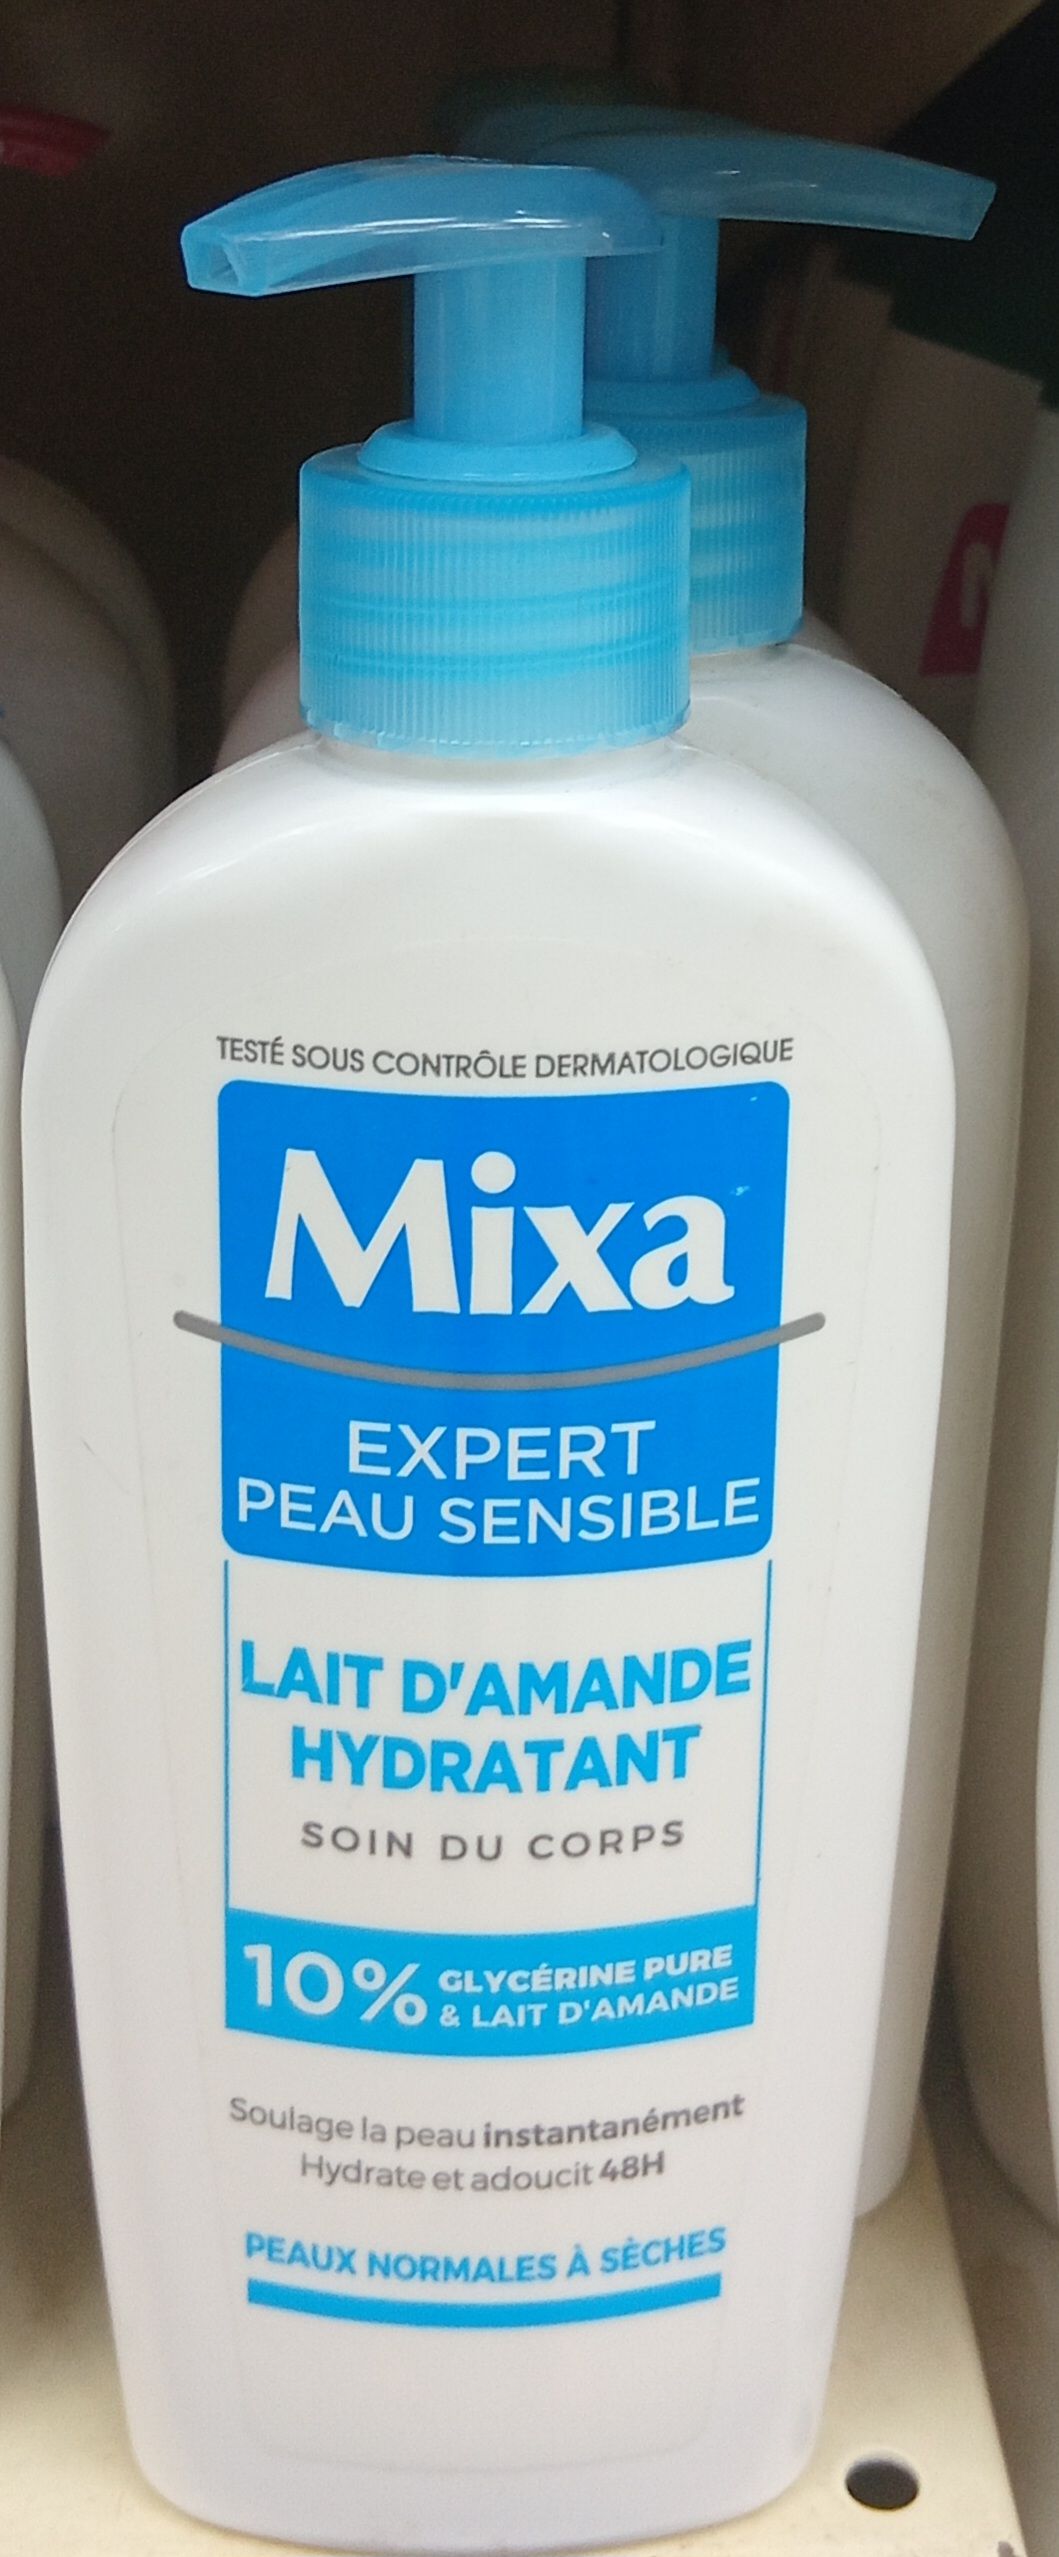 TESTÉ SOUS CONTRÔLE DERMATOLOGIQUE
Mixa
EXPERT
PEAU SENSIBLE
LAIT D'AMANDE
HYDRATANT
SOIN DU CORPS
10% GLYCÉRINE PURE
& LAIT D'AMANDE
Soulage la peau instantanément
Hydrate et adoucit 48H
PEAUX NORMALES À SÈCHES